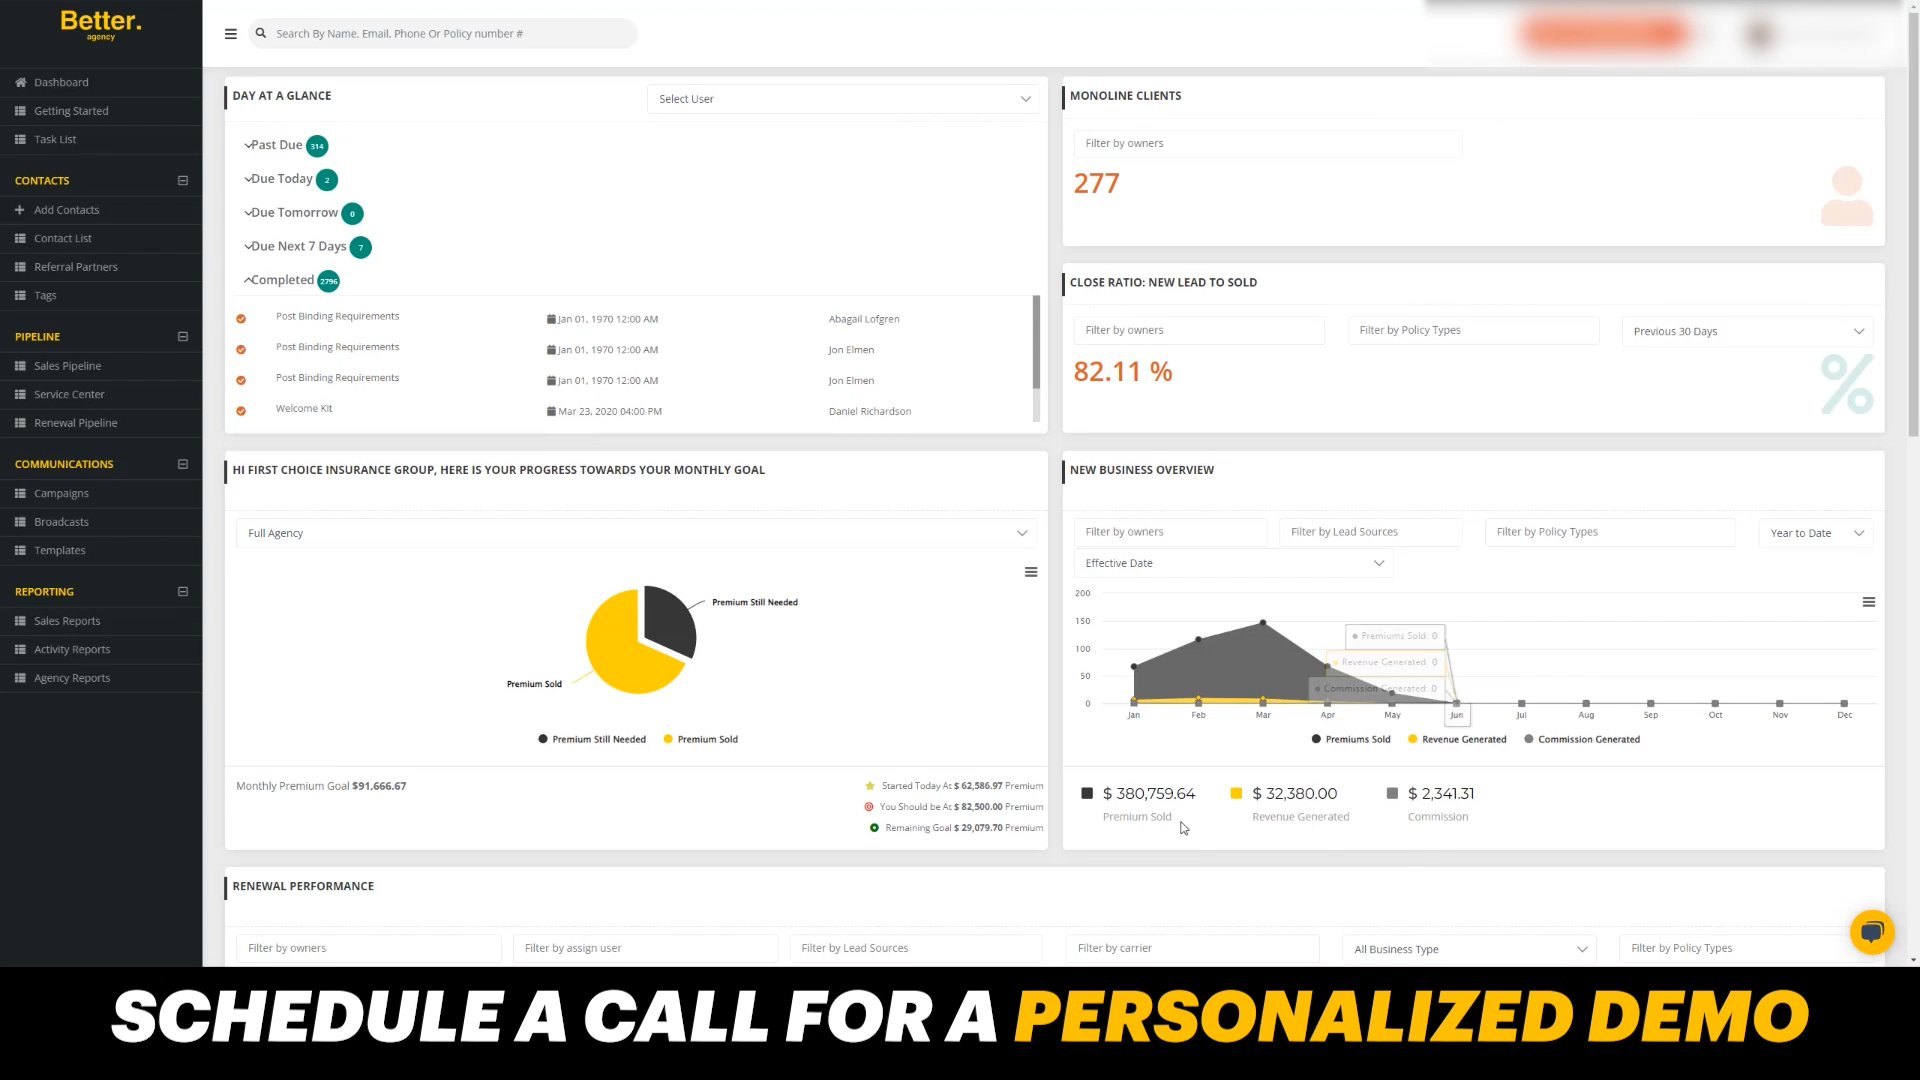 Better.
agency
Search By Name, Email, Phone Or Policy number #
Dashboard
Getting Started
Task List
CONTACTS
Add Contacts
Contact List
Referral Partners
Tags
PIPELINE
Sales Pipeline
Service Center
Renewal Pipeline
COMMUNICATIONS
Campaigns
Broadcasts
Templates
REPORTING
Sales Reports
Activity Reports
Agency Reports
DAY AT A GLANCE
Select User
Past Due 314
Due Today 2
Due Tomorrow 0
Due Next 7 Days 7
Completed 2796
Post Binding Requirements Jan 01, 1970 12:00 AM Abagail Lofgren
Post Binding Requirements Jan 01, 1970 12:00 AM Jon Elmen
Post Binding Requirements Jan 01, 1970 12:00 AM Jon Elmen
Welcome Kit Mar 23, 2020 04:00 PM Daniel Richardson
MONOLINE CLIENTS
Filter by owners
277
CLOSE RATIO: NEW LEAD TO SOLD
Filter by owners Filter by Policy Types Previous 30 Days
82.11 %
%
HI FIRST CHOICE INSURANCE GROUP, HERE IS YOUR PROGRESS TOWARDS YOUR MONTHLY GOAL
Full Agency
Premium Still Needed
Premium Sold
Premium Still Needed Premium Sold
Monthly Premium Goal $91,666.67
Started Today At $ 62,586.97 Premium
You Should be At $ 82,500.00 Premium
Remaining Goal $ 29,079.70 Premium
NEW BUSINESS OVERVIEW
Filter by owners Filter by Lead Sources Filter by Policy Types Year to Date
Effective Date
200
150
100
50
0
Premiums Sold: 0
Revenue Generated: 0
Commission Generated: 0
Jan Feb Mar Apr May Jun Jul Aug Sep Oct Nov Dec
Premiums Sold Revenue Generated Commission Generated
$ 380,759.64 $ 32,380.00 $ 2,341.31
Premium Sold Revenue Generated Commission
RENEWAL PERFORMANCE
Filter by owners Filter by assign user Filter by Lead Sources Filter by carrier All Business Type Filter by Policy Types
SCHEDULE A CALL FOR A PERSONALIZED DEMO